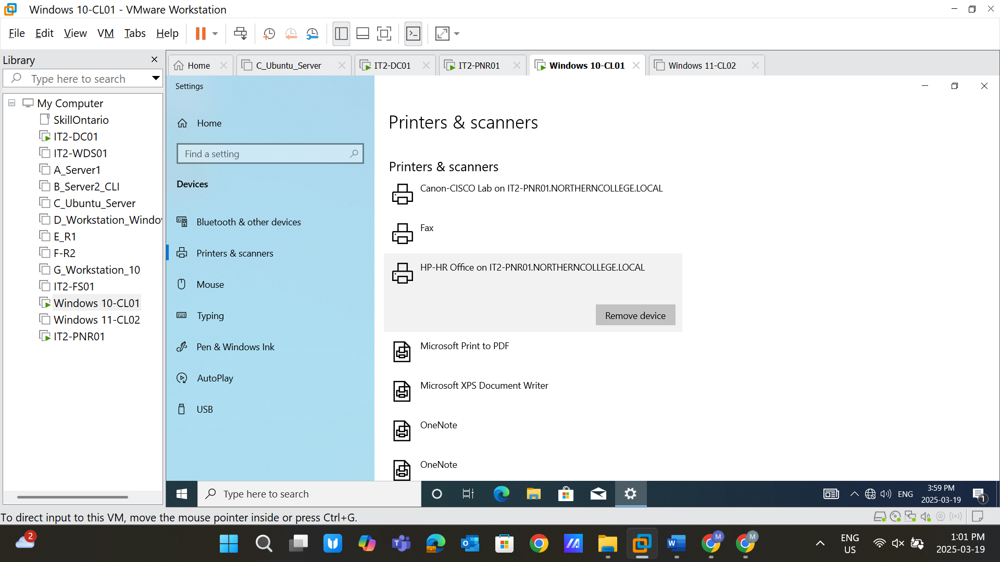 Windows 10-CL01 - VMware Workstation
File Edit View VM Tabs Help
Library
Type here to search
My Computer
SkillOntario
IT2-DC01
IT2-WDS01
A_Server1
B_Server2_CLI
C_Ubuntu_Server
D_Workstation_Windov
E_R1
F-R2
G_Workstation_10
IT2-FS01
Windows 10-CL01
Windows 11-CL02
IT2-PNR01
Home
C_Ubuntu_Server
IT2-DC01
IT2-PNR01
Windows 10-CL01
Windows 11-CL02
Settings
Home
Find a setting
Devices
Bluetooth & other devices
Printers & scanners
Mouse
Typing
Pen & Windows Ink
AutoPlay
USB
Printers & scanners
Printers & scanners
Canon-CISCO Lab on IT2-PNR01.NORTHERNCOLLEGE.LOCAL
Fax
HP-HR Office on IT2-PNR01.NORTHERNCOLLEGE.LOCAL
Remove device
Microsoft Print to PDF
Microsoft XPS Document Writer
OneNote
OneNote
Type here to search
ENG
3:59 PM
2025-03-19
1
To direct input to this VM, move the mouse pointer inside or press Ctrl+G.
2
ENG
US
1:01 PM
2025-03-19